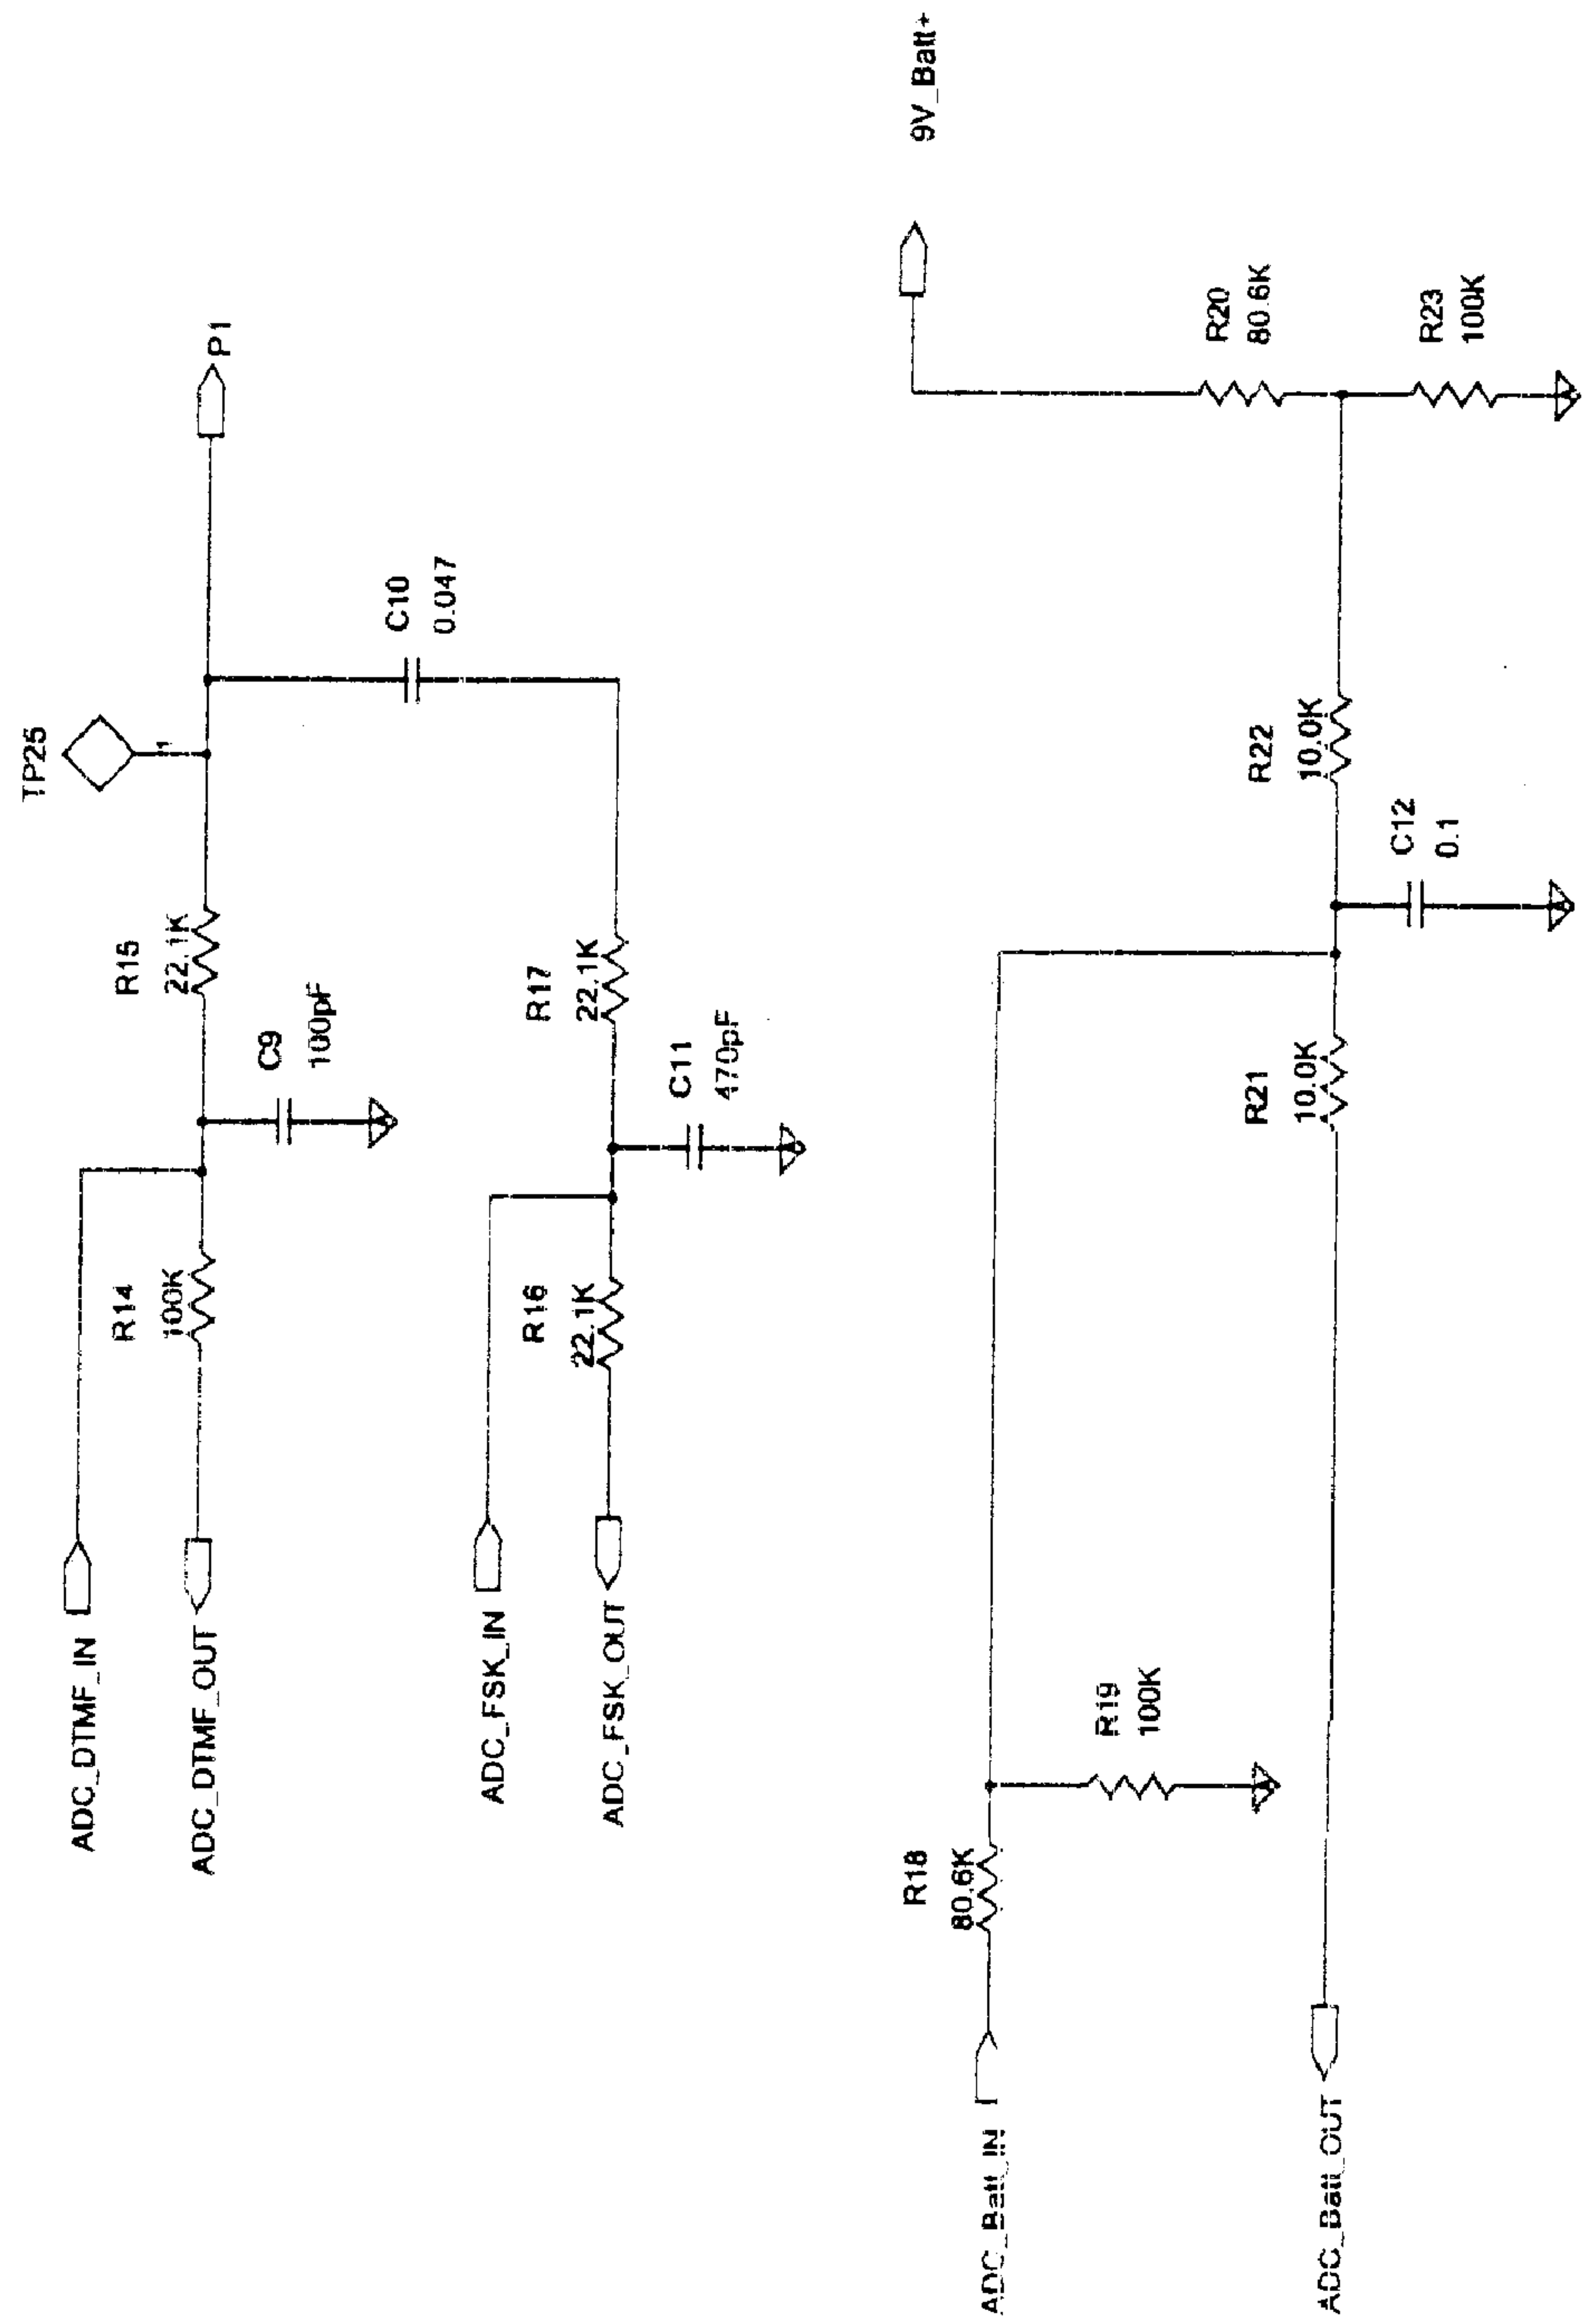 TP25
1
P1
R15
22.1K
C9
100pF
R14
100K
ADC_DTMF_IN
ADC_DTMF_OUT
C10
0.047
R17
22.1K
C11
470pF
R16
22.1K
ADC_FSK_IN
ADC_FSK_OUT
9V_Batt+
R20
80.6K
R23
100K
R22
10.0K
C12
0.1
R21
10.0K
R19
100K
R18
80.6K
ADC_Batt_IN
ADC_Batt_OUT